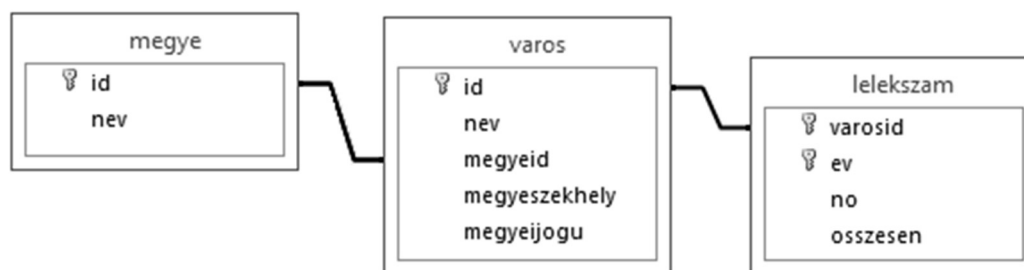 megye
id
nev
varos
id
nev
megyeid
megyeszekhely
megyeijogu
lelekszam
varosid
ev
no
osszesen